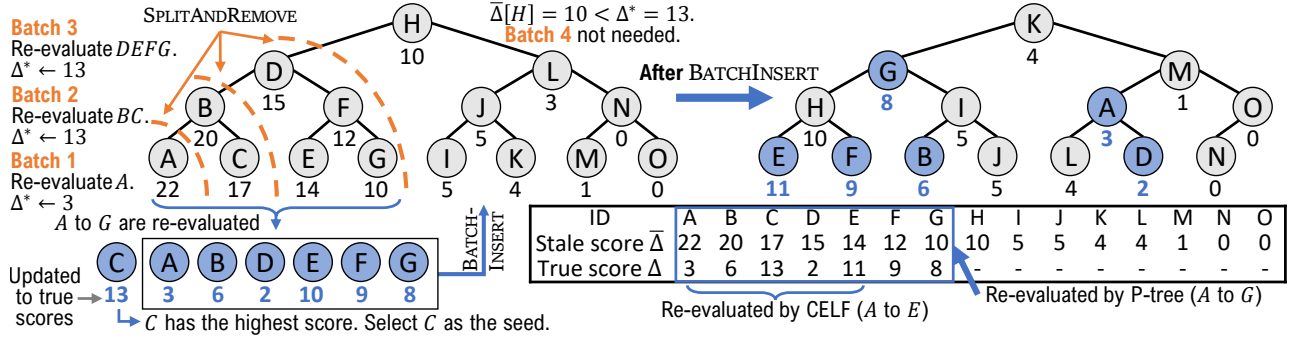 SPLITANDREMOVE
Batch 3
Re-evaluate DEFG.
Δ* ← 13
Batch 2
Re-evaluate BC.
Δ* ← 13
Batch 1
Re-evaluate A.
Δ* ← 3
H
10
D
15
L
3
B
20
F
12
J
5
N
0
A
22
C
17
E
14
G
10
I
5
K
4
M
1
O
0
Δ̅[H] = 10 < Δ* = 13.
Batch 4 not needed.
After BATCHINSERT
K
4
G
8
M
1
H
10
I
5
A
3
O
0
E
11
F
9
B
6
J
5
L
4
D
2
N
0
A to G are re-evaluated
C A B D E F G
13 3 6 2 10 9 8
Updated
to true
scores
C has the highest score. Select C as the seed.
BATCH-
INSERT
ID A B C D E F G H I J K L M N O
Stale score Δ̅ 22 20 17 15 14 12 10 10 5 5 4 4 1 0 0
True score Δ 3 6 13 2 11 9 8 - - - - - - - -
Re-evaluated by CELF (A to E)
Re-evaluated by P-tree (A to G)